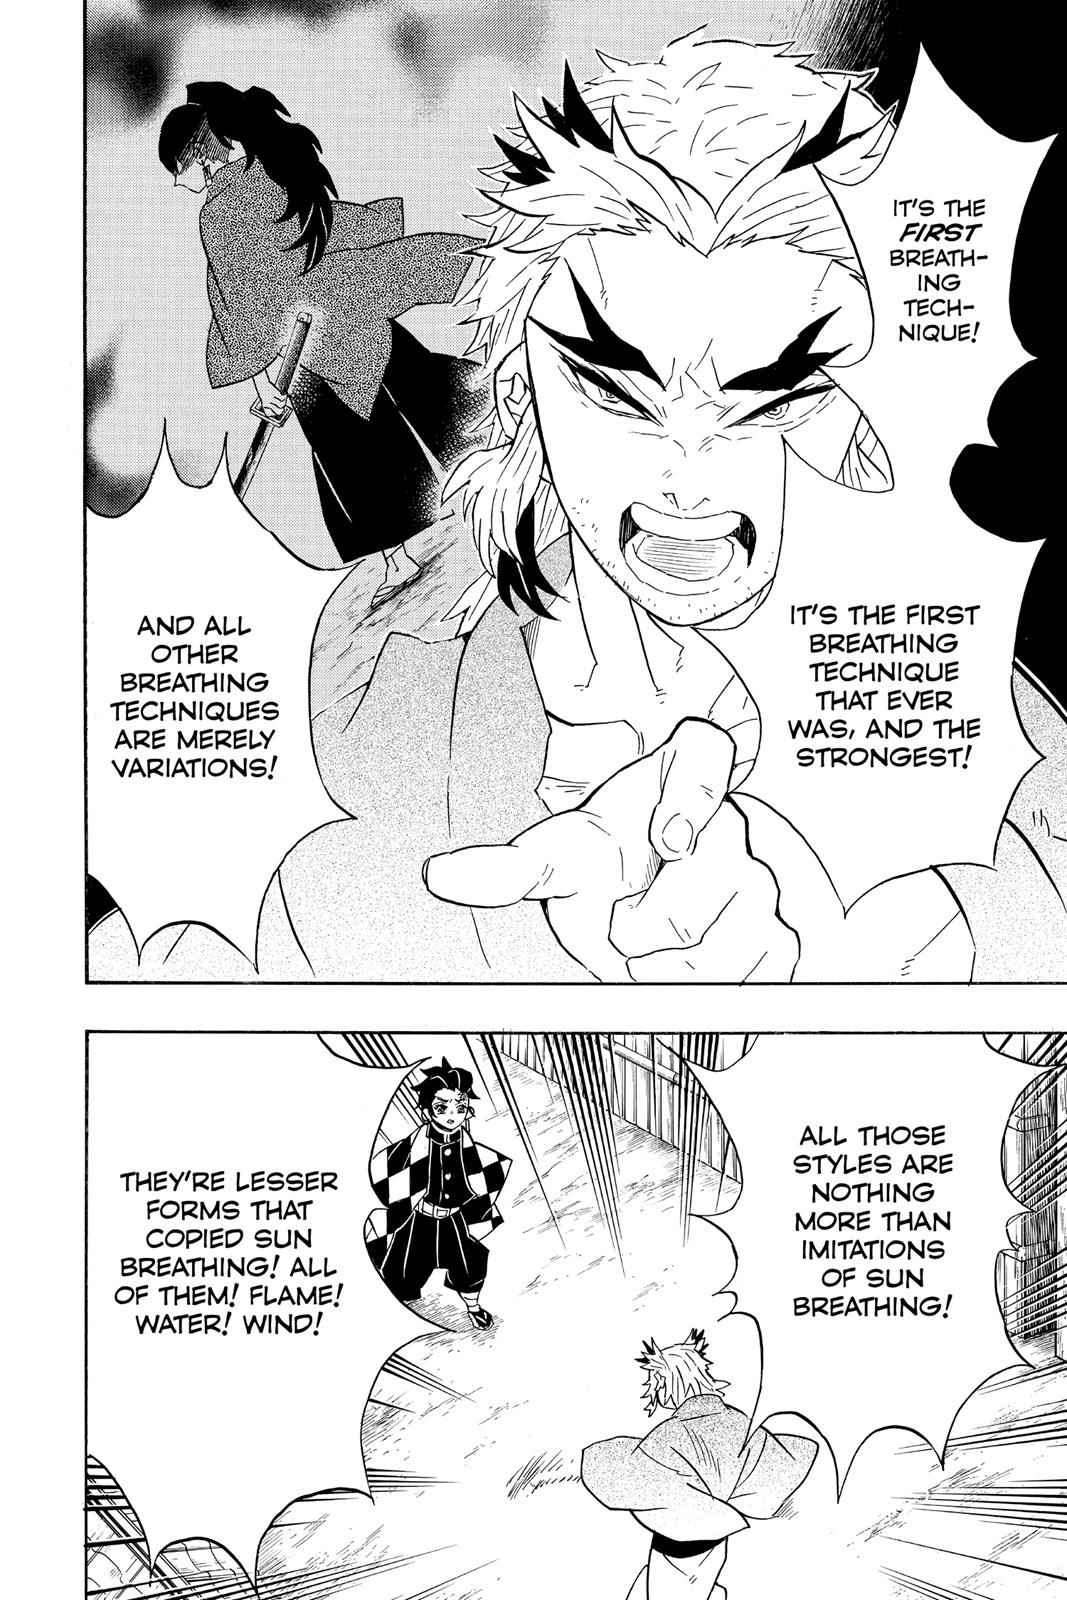 IT'S THE
FIRST
BREATH-
ING
TECH-
NIQUE!
IT'S THE FIRST
BREATHING
TECHNIQUE
THAT EVER
WAS, AND THE
STRONGEST!
AND ALL
OTHER
BREATHING
TECHNIQUES
ARE MERELY
VARIATIONS!
ALL THOSE
STYLES ARE
NOTHING
MORE THAN
IMITATIONS
OF SUN
BREATHING!
THEY'RE LESSER
FORMS THAT
COPIED SUN
BREATHING! ALL
OF THEM! FLAME!
WATER! WIND!